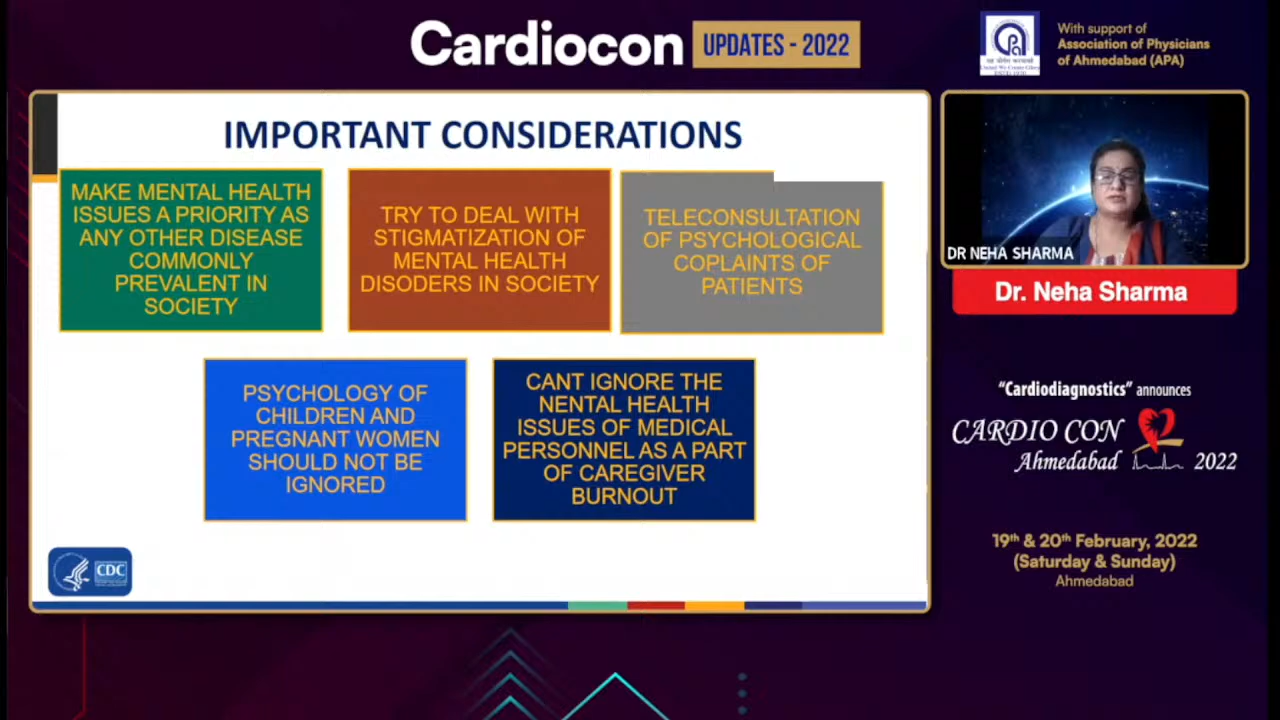 Cardiocon
UPDATES - 2022
With support of
Association of Physicians
of Ahmedabad (APA)
IMPORTANT CONSIDERATIONS
MAKE MENTAL HEALTH
ISSUES A PRIORITY AS
ANY OTHER DISEASE
COMMONLY
PREVALENT IN
SOCIETY
TRY TO DEAL WITH
STIGMATIZATION OF
MENTAL HEALTH
DISODERS IN SOCIETY
TELECONSULTATION
OF PSYCHOLOGICAL
COPLAINTS OF
PATIENTS
PSYCHOLOGY OF
CHILDREN AND
PREGNANT WOMEN
SHOULD NOT BE
IGNORED
CANT IGNORE THE
NENTAL HEALTH
ISSUES OF MEDICAL
PERSONNEL AS A PART
OF CAREGIVER
BURNOUT
CDC
DR NEHA SHARMA
Dr. Neha Sharma
“Cardiodiagnostics” announces
CARDIO CON
Ahmedabad 2022
19th & 20th February, 2022
(Saturday & Sunday)
Ahmedabad